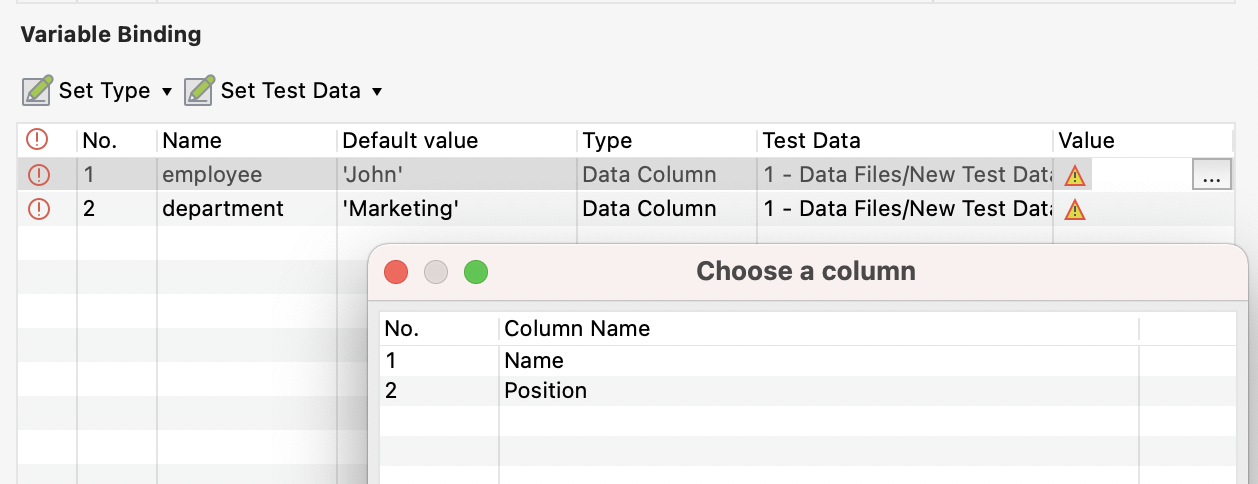 Variable Binding
Set Type Set Test Data
No. Name Default value Type Test Data Value
1 employee 'John' Data Column 1 - Data Files/New Test Data ...
2 department 'Marketing' Data Column 1 - Data Files/New Test Data
Choose a column
No. Column Name
1 Name
2 Position